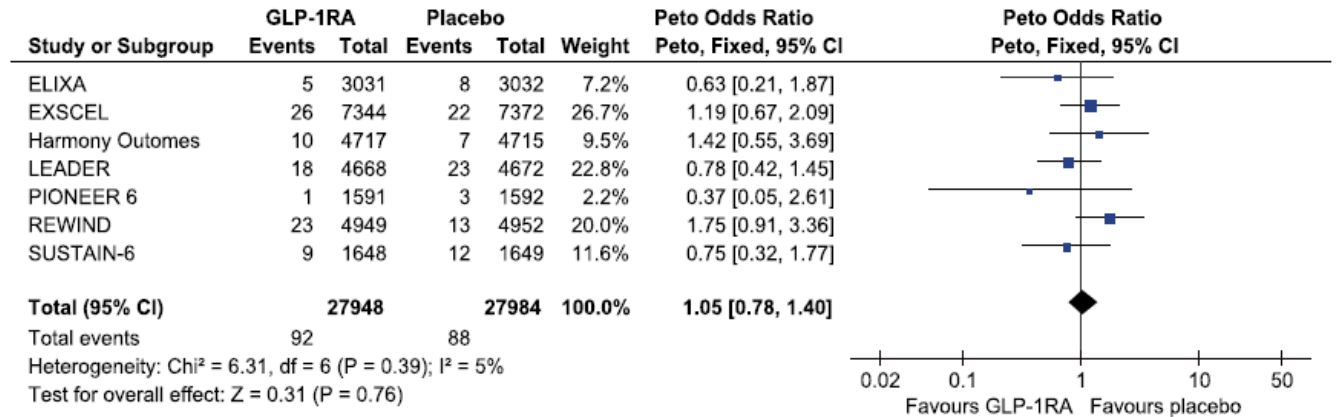 GLP-1RA Placebo Peto Odds Ratio Peto Odds Ratio
Study or Subgroup Events Total Events Total Weight Peto, Fixed, 95% CI Peto, Fixed, 95% CI
ELIXA 5 3031 8 3032 7.2% 0.63 [0.21, 1.87]
EXSCEL 26 7344 22 7372 26.7% 1.19 [0.67, 2.09]
Harmony Outomes 10 4717 7 4715 9.5% 1.42 [0.55, 3.69]
LEADER 18 4668 23 4672 22.8% 0.78 [0.42, 1.45]
PIONEER 6 1 1591 3 1592 2.2% 0.37 [0.05, 2.61]
REWIND 23 4949 13 4952 20.0% 1.75 [0.91, 3.36]
SUSTAIN-6 9 1648 12 1649 11.6% 0.75 [0.32, 1.77]
Total (95% CI) 27948 27984 100.0% 1.05 [0.78, 1.40]
Total events 92 88
Heterogeneity: Chi² = 6.31, df = 6 (P = 0.39); I² = 5%
Test for overall effect: Z = 0.31 (P = 0.76)
0.02 0.1 1 10 50
Favours GLP-1RA Favours placebo